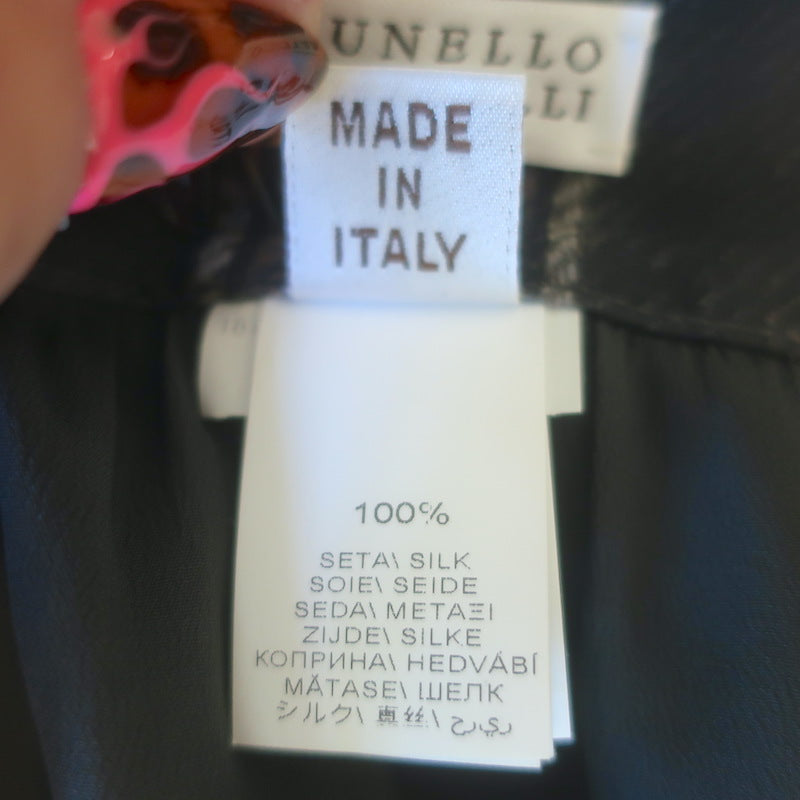 UNELLO
LLI
MADE
IN
ITALY
100%
SETA\ SILK
SOIE\ SEIDE
SEDA\ ΜΕΤΑΞΙ
ZIJDE\ SILKE
КОПРИНА\ HEDVÁBÍ
MĂTASE\ ШЕЛК
シルク\ 真丝\ حرير